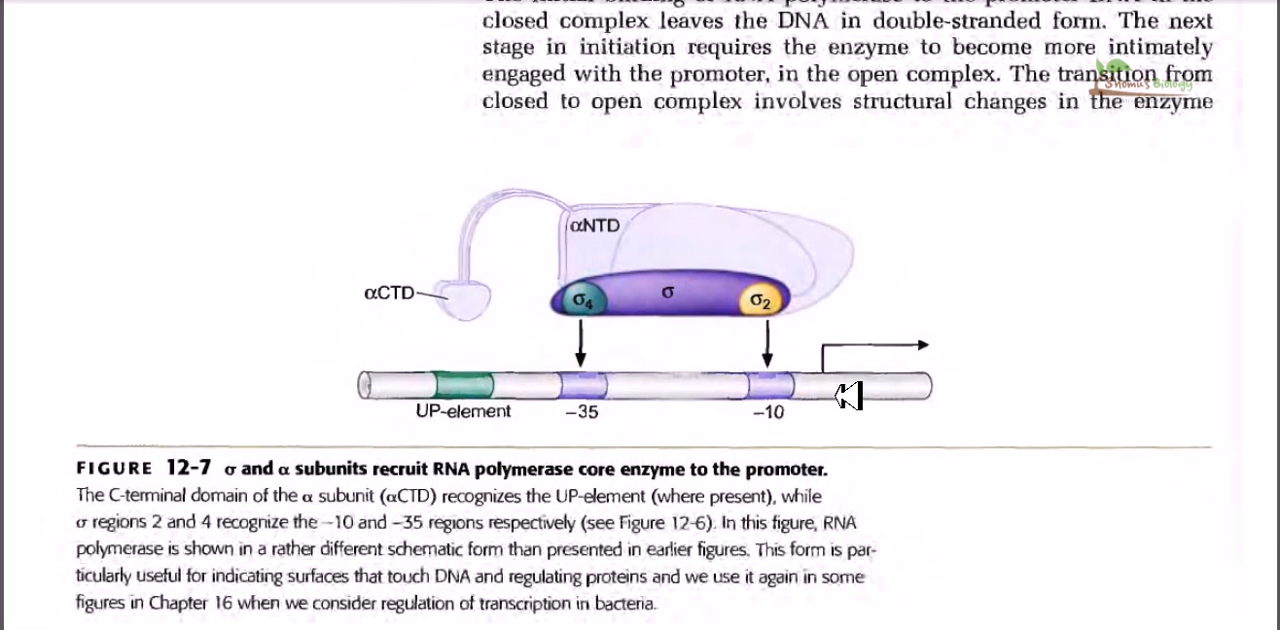 closed complex leaves the DNA in double-stranded form. The next
stage in initiation requires the enzyme to become more intimately
engaged with the promoter, in the open complex. The transition from
closed to open complex involves structural changes in the enzyme
Shomu's Biology
αNTD
αCTD
σ4
σ
σ2
UP-element
−35
−10
FIGURE 12-7 σ and α subunits recruit RNA polymerase core enzyme to the promoter.
The C-terminal domain of the α subunit (αCTD) recognizes the UP-element (where present), while
σ regions 2 and 4 recognize the −10 and −35 regions respectively (see Figure 12-6). In this figure, RNA
polymerase is shown in a rather different schematic form than presented in earlier figures. This form is par-
ticularly useful for indicating surfaces that touch DNA and regulating proteins and we use it again in some
figures in Chapter 16 when we consider regulation of transcription in bacteria.